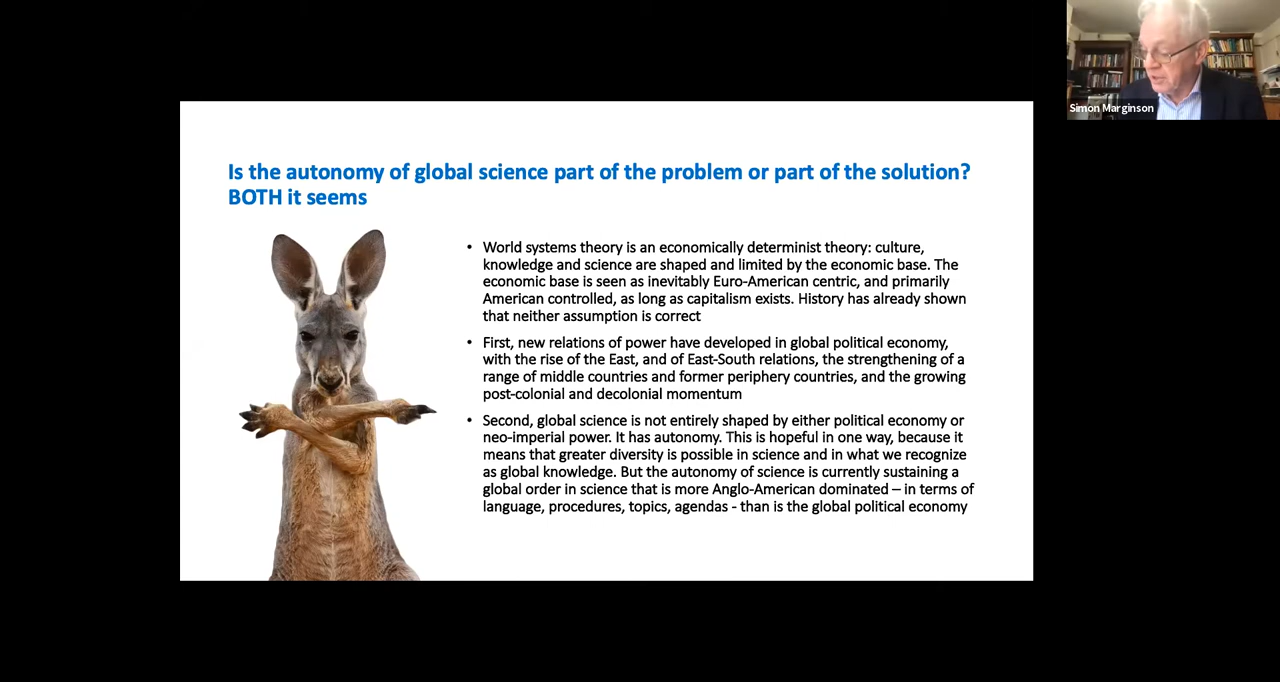 Simon Marginson
Is the autonomy of global science part of the problem or part of the solution?
BOTH it seems
• World systems theory is an economically determinist theory: culture,
knowledge and science are shaped and limited by the economic base. The
economic base is seen as inevitably Euro-American centric, and primarily
American controlled, as long as capitalism exists. History has already shown
that neither assumption is correct
• First, new relations of power have developed in global political economy,
with the rise of the East, and of East-South relations, the strengthening of a
range of middle countries and former periphery countries, and the growing
post-colonial and decolonial momentum
• Second, global science is not entirely shaped by either political economy or
neo-imperial power. It has autonomy. This is hopeful in one way, because it
means that greater diversity is possible in science and in what we recognize
as global knowledge. But the autonomy of science is currently sustaining a
global order in science that is more Anglo-American dominated – in terms of
language, procedures, topics, agendas - than is the global political economy